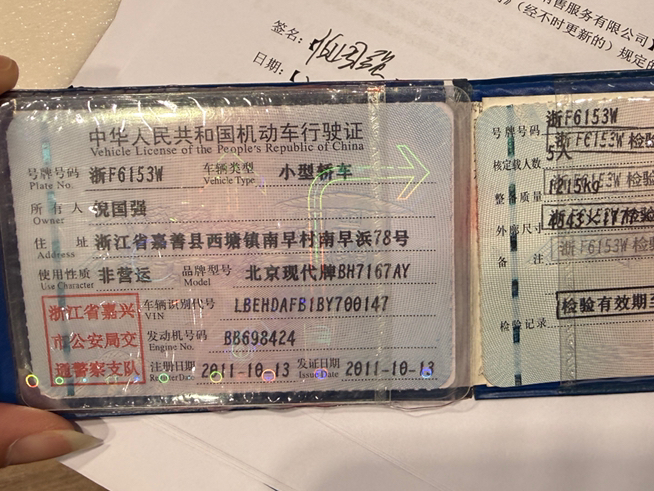 售服务有限公司】
》(经不时更新的)规定的
签名:
日期:
中华人民共和国机动车行驶证
Vehicle License of the People's Republic of China
号牌号码 浙F6153W 车辆类型 小型轿车
Plate No. Vehicle Type
所有人 倪国强
Owner
住址 浙江省嘉善县西塘镇南早村南早浜78号
Address
使用性质 非营运 品牌型号 北京现代牌BH7167AY
Use Character Model
浙江省嘉兴
市公安局交
通警察支队
车辆识别代号 LBEHDAFB1BY700147
VIN
发动机号码 BB698424
Engine No.
注册日期 2011-10-13 发证日期 2011-10-13
Register Date Issue Date
号牌号码 浙F6153W
浙F6153W 检验
核定载人数 5人
整备质量 1215kg
外廓尺寸
浙F6153W 检验
备注
检验有效期至
检验记录